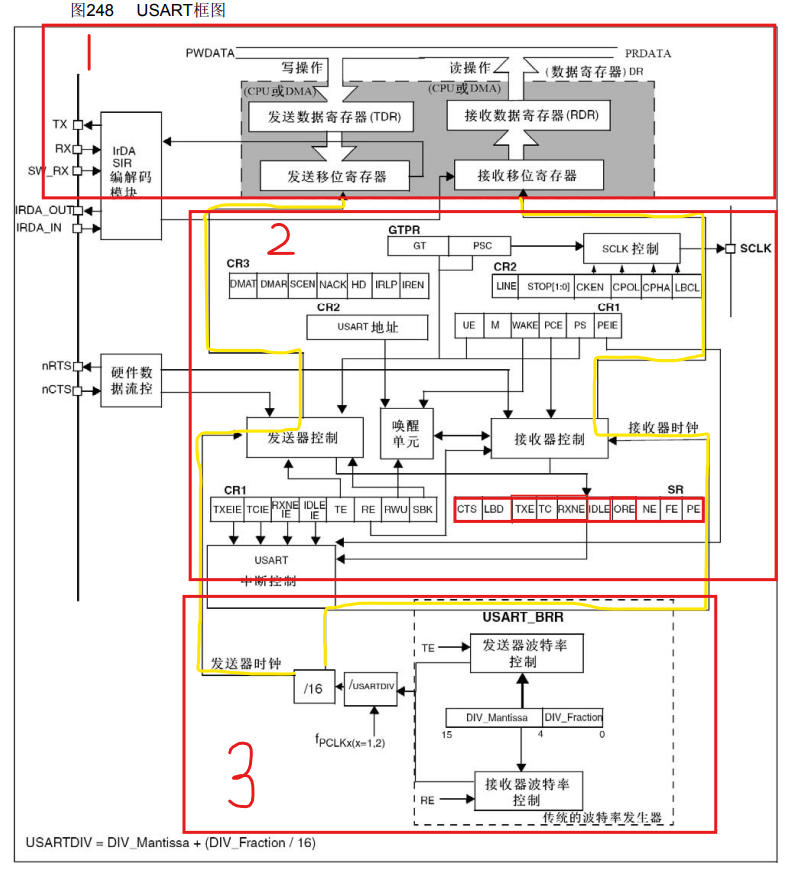 图248 USART框图
1
PWDATA
PRDATA
写操作
读操作
(数据寄存器) DR
(CPU或DMA)
(CPU或DMA)
TX
发送数据寄存器(TDR)
接收数据寄存器(RDR)
RX
IrDA
SIR
编解码
模块
SW_RX
发送移位寄存器
接收移位寄存器
IRDA_OUT
IRDA_IN
2
GTPR
GT PSC
SCLK 控制
SCLK
CR3
DMAT DMAR SCEN NACK HD IRLP IREN
CR2
LINE STOP[1:0] CKEN CPOL CPHA LBCL
CR2
USART 地址
CR1
UE M WAKE PCE PS PEIE
nRTS
nCTS
硬件数
据流控
发送器控制
唤醒
单元
接收器控制
接收器时钟
CR1
TXEIE TCIE RXNE IE IDLE IE TE RE RWU SBK
SR
CTS LBD TXE TC RXNE IDLE ORE NE FE PE
USART
中断控制
3
USART_BRR
TE
发送器波特率
控制
发送器时钟
/16
/USARTDIV
DIV_Mantissa DIV_Fraction
15 4 0
fPCLKx(x=1,2)
RE
接收器波特率
控制
传统的波特率发生器
USARTDIV = DIV_Mantissa + (DIV_Fraction / 16)